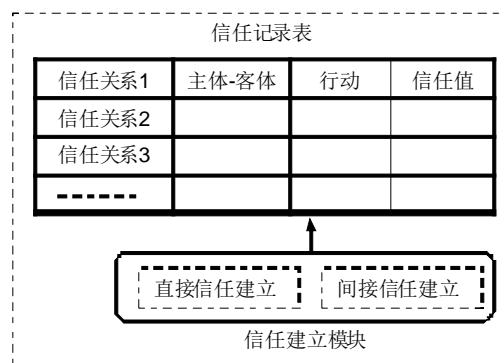 信任记录表
信任关系1 主体-客体 行动 信任值
信任关系2
信任关系3
直接信任建立 间接信任建立
信任建立模块